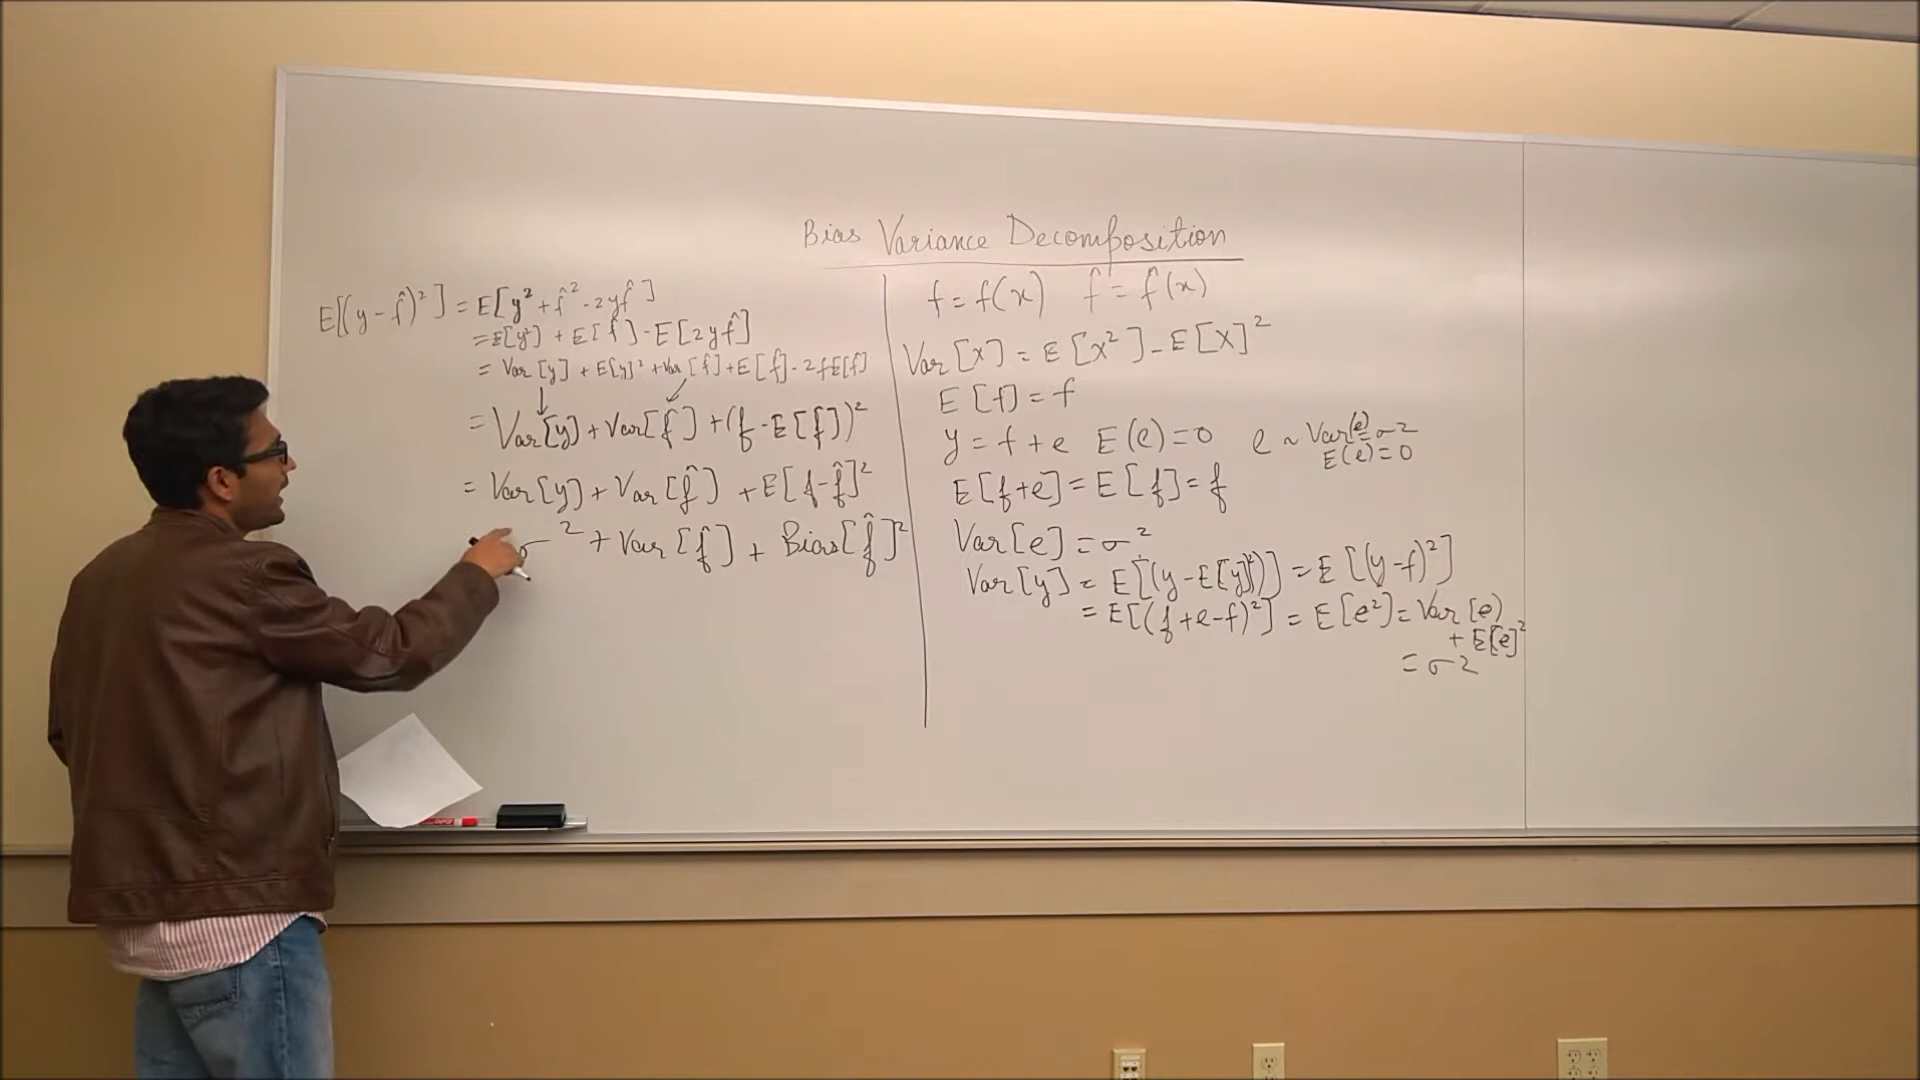 Bias Variance Decomposition
E[(y-f̂)²] = E[y²+f̂²-2yf̂]
= E[y²] + E[f̂] - E[2yf̂]
= Var[y] + E[y]² + Var[f] + E[f] - 2fE[f]
= Var[y] + Var[f̂] + (f-E[f])²
= Var[y] + Var[f̂] + E[f-f̂]²
σ² + Var[f̂] + Bias[f̂]²
f = f(x) f̂ = f̂(x)
Var[X] = E[X²] - E[X]²
E[f] = f
y = f + e E(e) = 0 e ~ Var(e) = σ2
E(e) = 0
E[f+e] = E[f] = f
Var[e] = σ²
Var[y] = E[(y-E[y]²)] = E[(y-f)²]
= E[(f+e-f)²] = E[e²] = Var[e)
+ E[e]²
= σ2